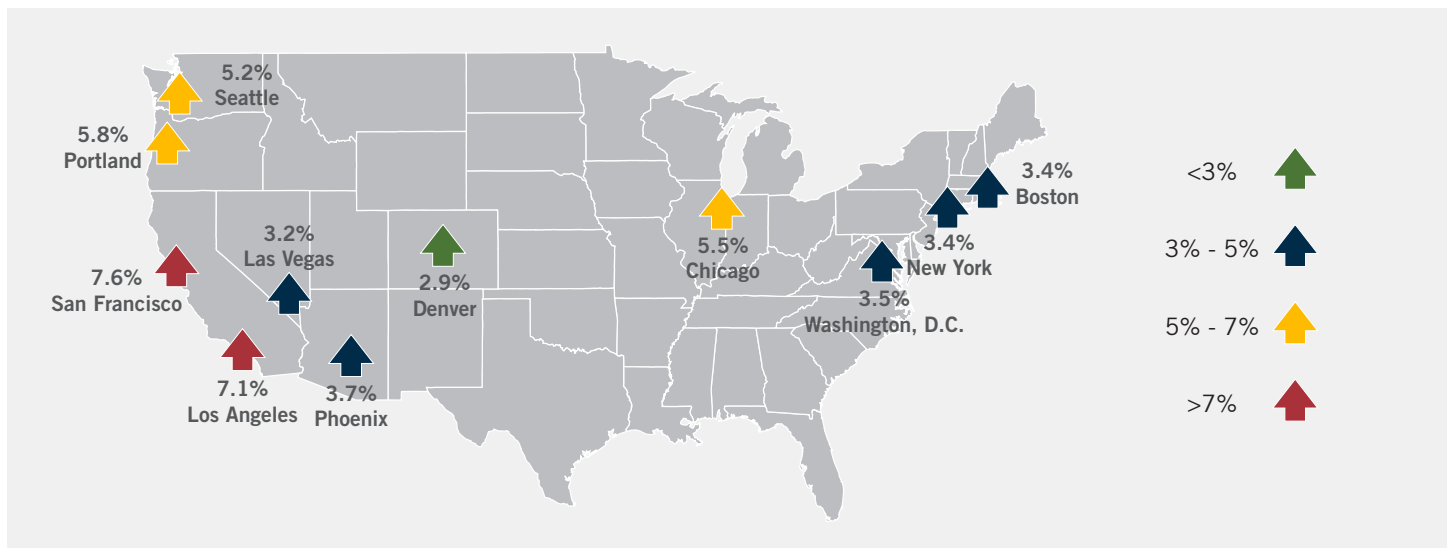 5.2%
Seattle
5.8%
Portland
7.6%
San Francisco
3.2%
Las Vegas
7.1%
Los Angeles
3.7%
Phoenix
2.9%
Denver
5.5%
Chicago
3.4%
Boston
3.4%
New York
3.5%
Washington, D.C.
<3%
3% - 5%
5% - 7%
>7%